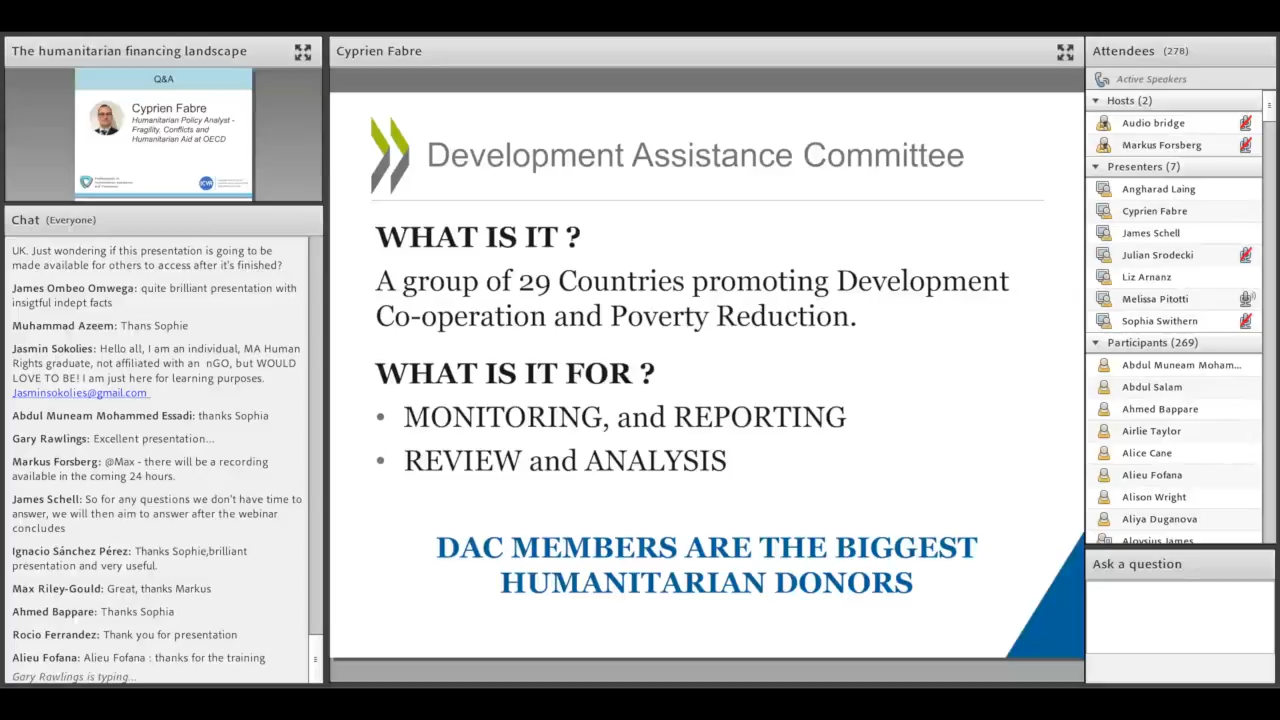 The humanitarian financing landscape
Q&A
Cyprien Fabre
Humanitarian Policy Analyst -
Fragility, Conflicts and
Humanitarian Aid at OECD
Chat (Everyone)
UK. Just wondering if this presentation is going to be
made available for others to access after it's finished?
James Ombeo Omwega: quite brilliant presentation with
insigtful indept facts
Muhammad Azeem: Thans Sophie
Jasmin Sokolies: Hello all, I am an individual, MA Human
Rights graduate, not affiliated with an nGO, but WOULD
LOVE TO BE! I am just here for learning purposes.
Jasminsokolies@gmail.com
Abdul Muneam Mohammed Essadi: thanks Sophia
Gary Rawlings: Excellent presentation...
Markus Forsberg: @Max - there will be a recording
available in the coming 24 hours.
James Schell: So for any questions we don't have time to
answer, we will then aim to answer after the webinar
concludes
Ignacio Sánchez Pérez: Thanks Sophie,brilliant
presentation and very useful.
Max Riley-Gould: Great, thanks Markus
Ahmed Bappare: Thanks Sophia
Rocio Ferrandez: Thank you for presentation
Alieu Fofana: Alieu Fofana : thanks for the training
Gary Rawlings is typing...
Cyprien Fabre
Development Assistance Committee
WHAT IS IT ?
A group of 29 Countries promoting Development
Co-operation and Poverty Reduction.
WHAT IS IT FOR ?
• MONITORING, and REPORTING
• REVIEW and ANALYSIS
DAC MEMBERS ARE THE BIGGEST
HUMANITARIAN DONORS
Attendees (278)
Active Speakers
Hosts (2)
Audio bridge
Markus Forsberg
Presenters (7)
Angharad Laing
Cyprien Fabre
James Schell
Julian Srodecki
Liz Arnanz
Melissa Pitotti
Sophia Swithern
Participants (269)
Abdul Muneam Moham...
Abdul Salam
Ahmed Bappare
Airlie Taylor
Alice Cane
Alieu Fofana
Alison Wright
Aliya Duganova
Aloysius James
Ask a question